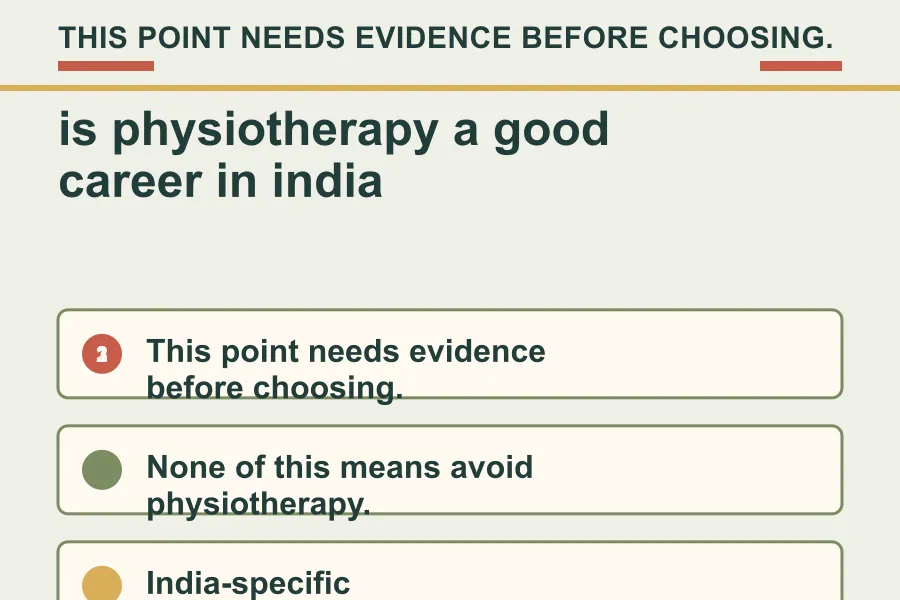 THIS POINT NEEDS EVIDENCE BEFORE CHOOSING.
is physiotherapy a good
career in india
This point needs evidence
before choosing.
None of this means avoid
physiotherapy.
India-specific